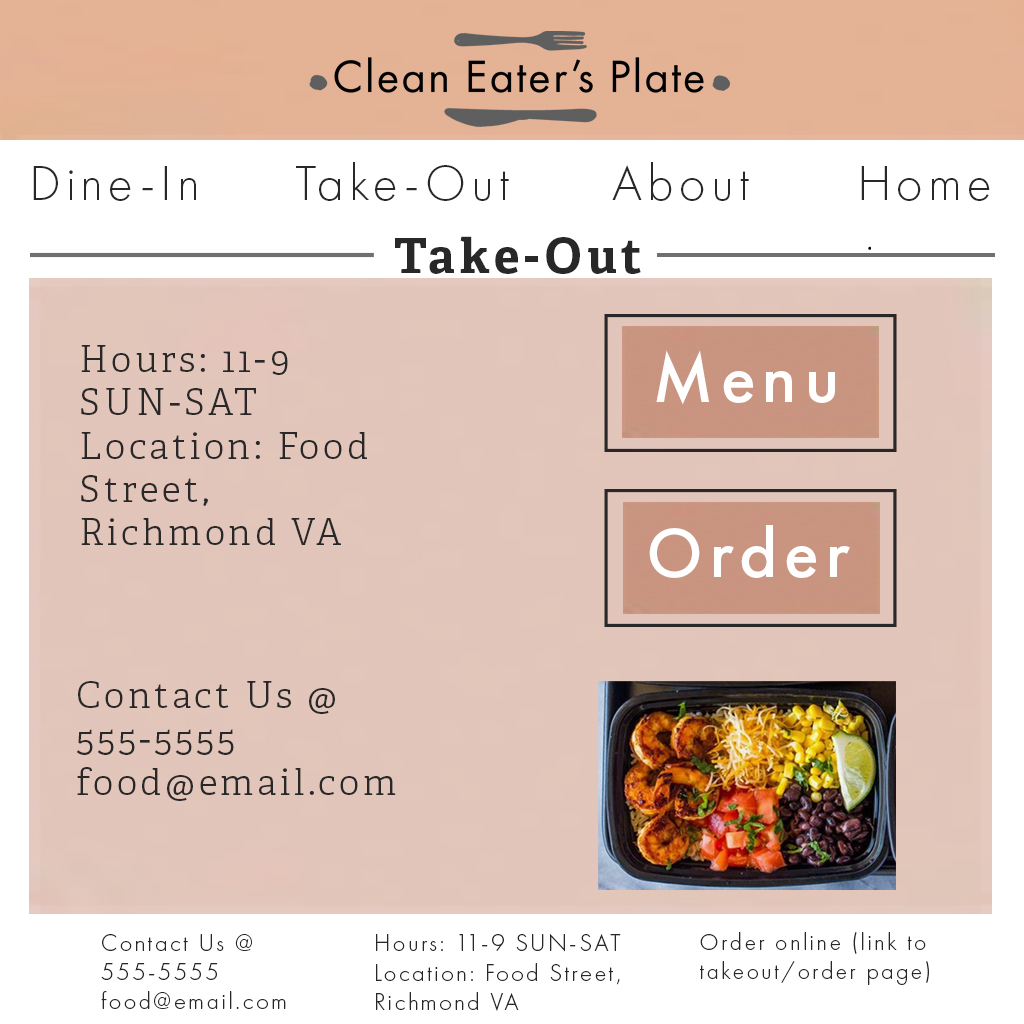 Clean Eater's Plate
Dine-In Take-Out About Home
Take-Out
Hours: 11-9
SUN-SAT
Location: Food
Street,
Richmond VA
Menu
Order
Contact Us @
555-5555
food@email.com
Contact Us @
555-5555
food@email.com
Hours: 11-9 SUN-SAT
Location: Food Street,
Richmond VA
Order online (link to
takeout/order page)